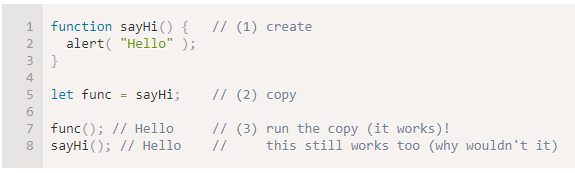 1 function sayHi() {   // (1) create
2   alert( "Hello" );
3 }
4
5 let func = sayHi;    // (2) copy
6
7 func(); // Hello     // (3) run the copy (it works)!
8 sayHi(); // Hello    //     this still works too (why wouldn't it)